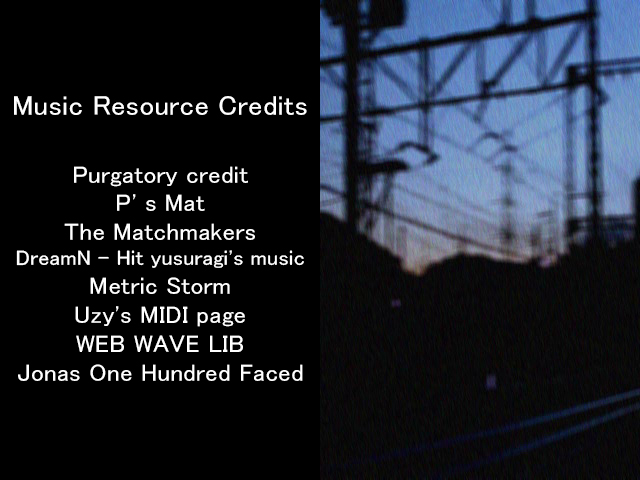 Music Resource Credits
Purgatory credit
P’s Mat
The Matchmakers
DreamN - Hit yusuragi's music
Metric Storm
Uzy's MIDI page
WEB WAVE LIB
Jonas One Hundred Faced